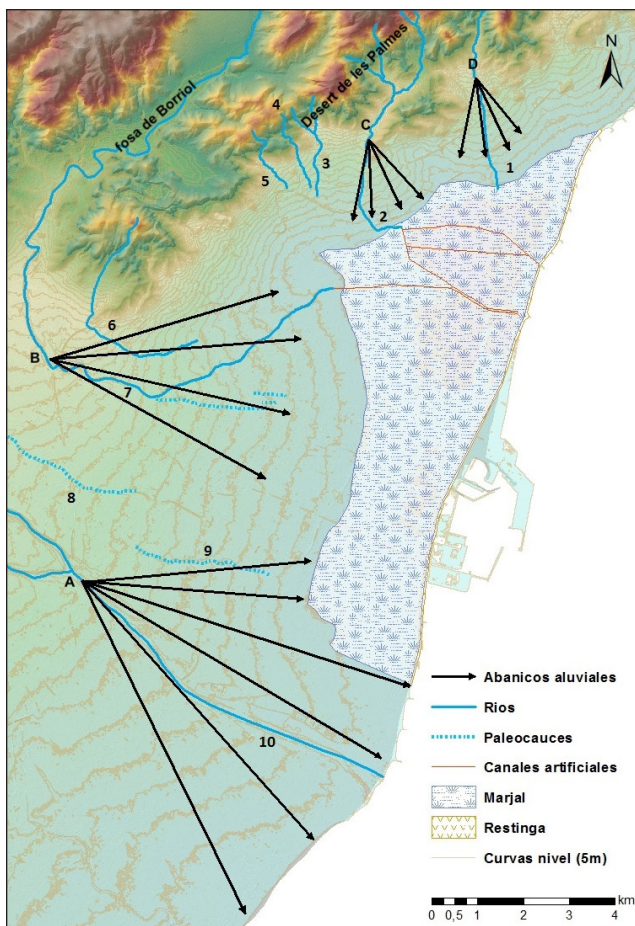 N
D
Desert de les Palmes
fosa de Borriol
4
C
3
5
1
2
6
B
7
8
9
A
10
Abanicos aluviales
Rios
Paleocauces
Canales artificiales
Marjal
Restinga
Curvas nivel (5m)
km
0 0,5 1 2 3 4